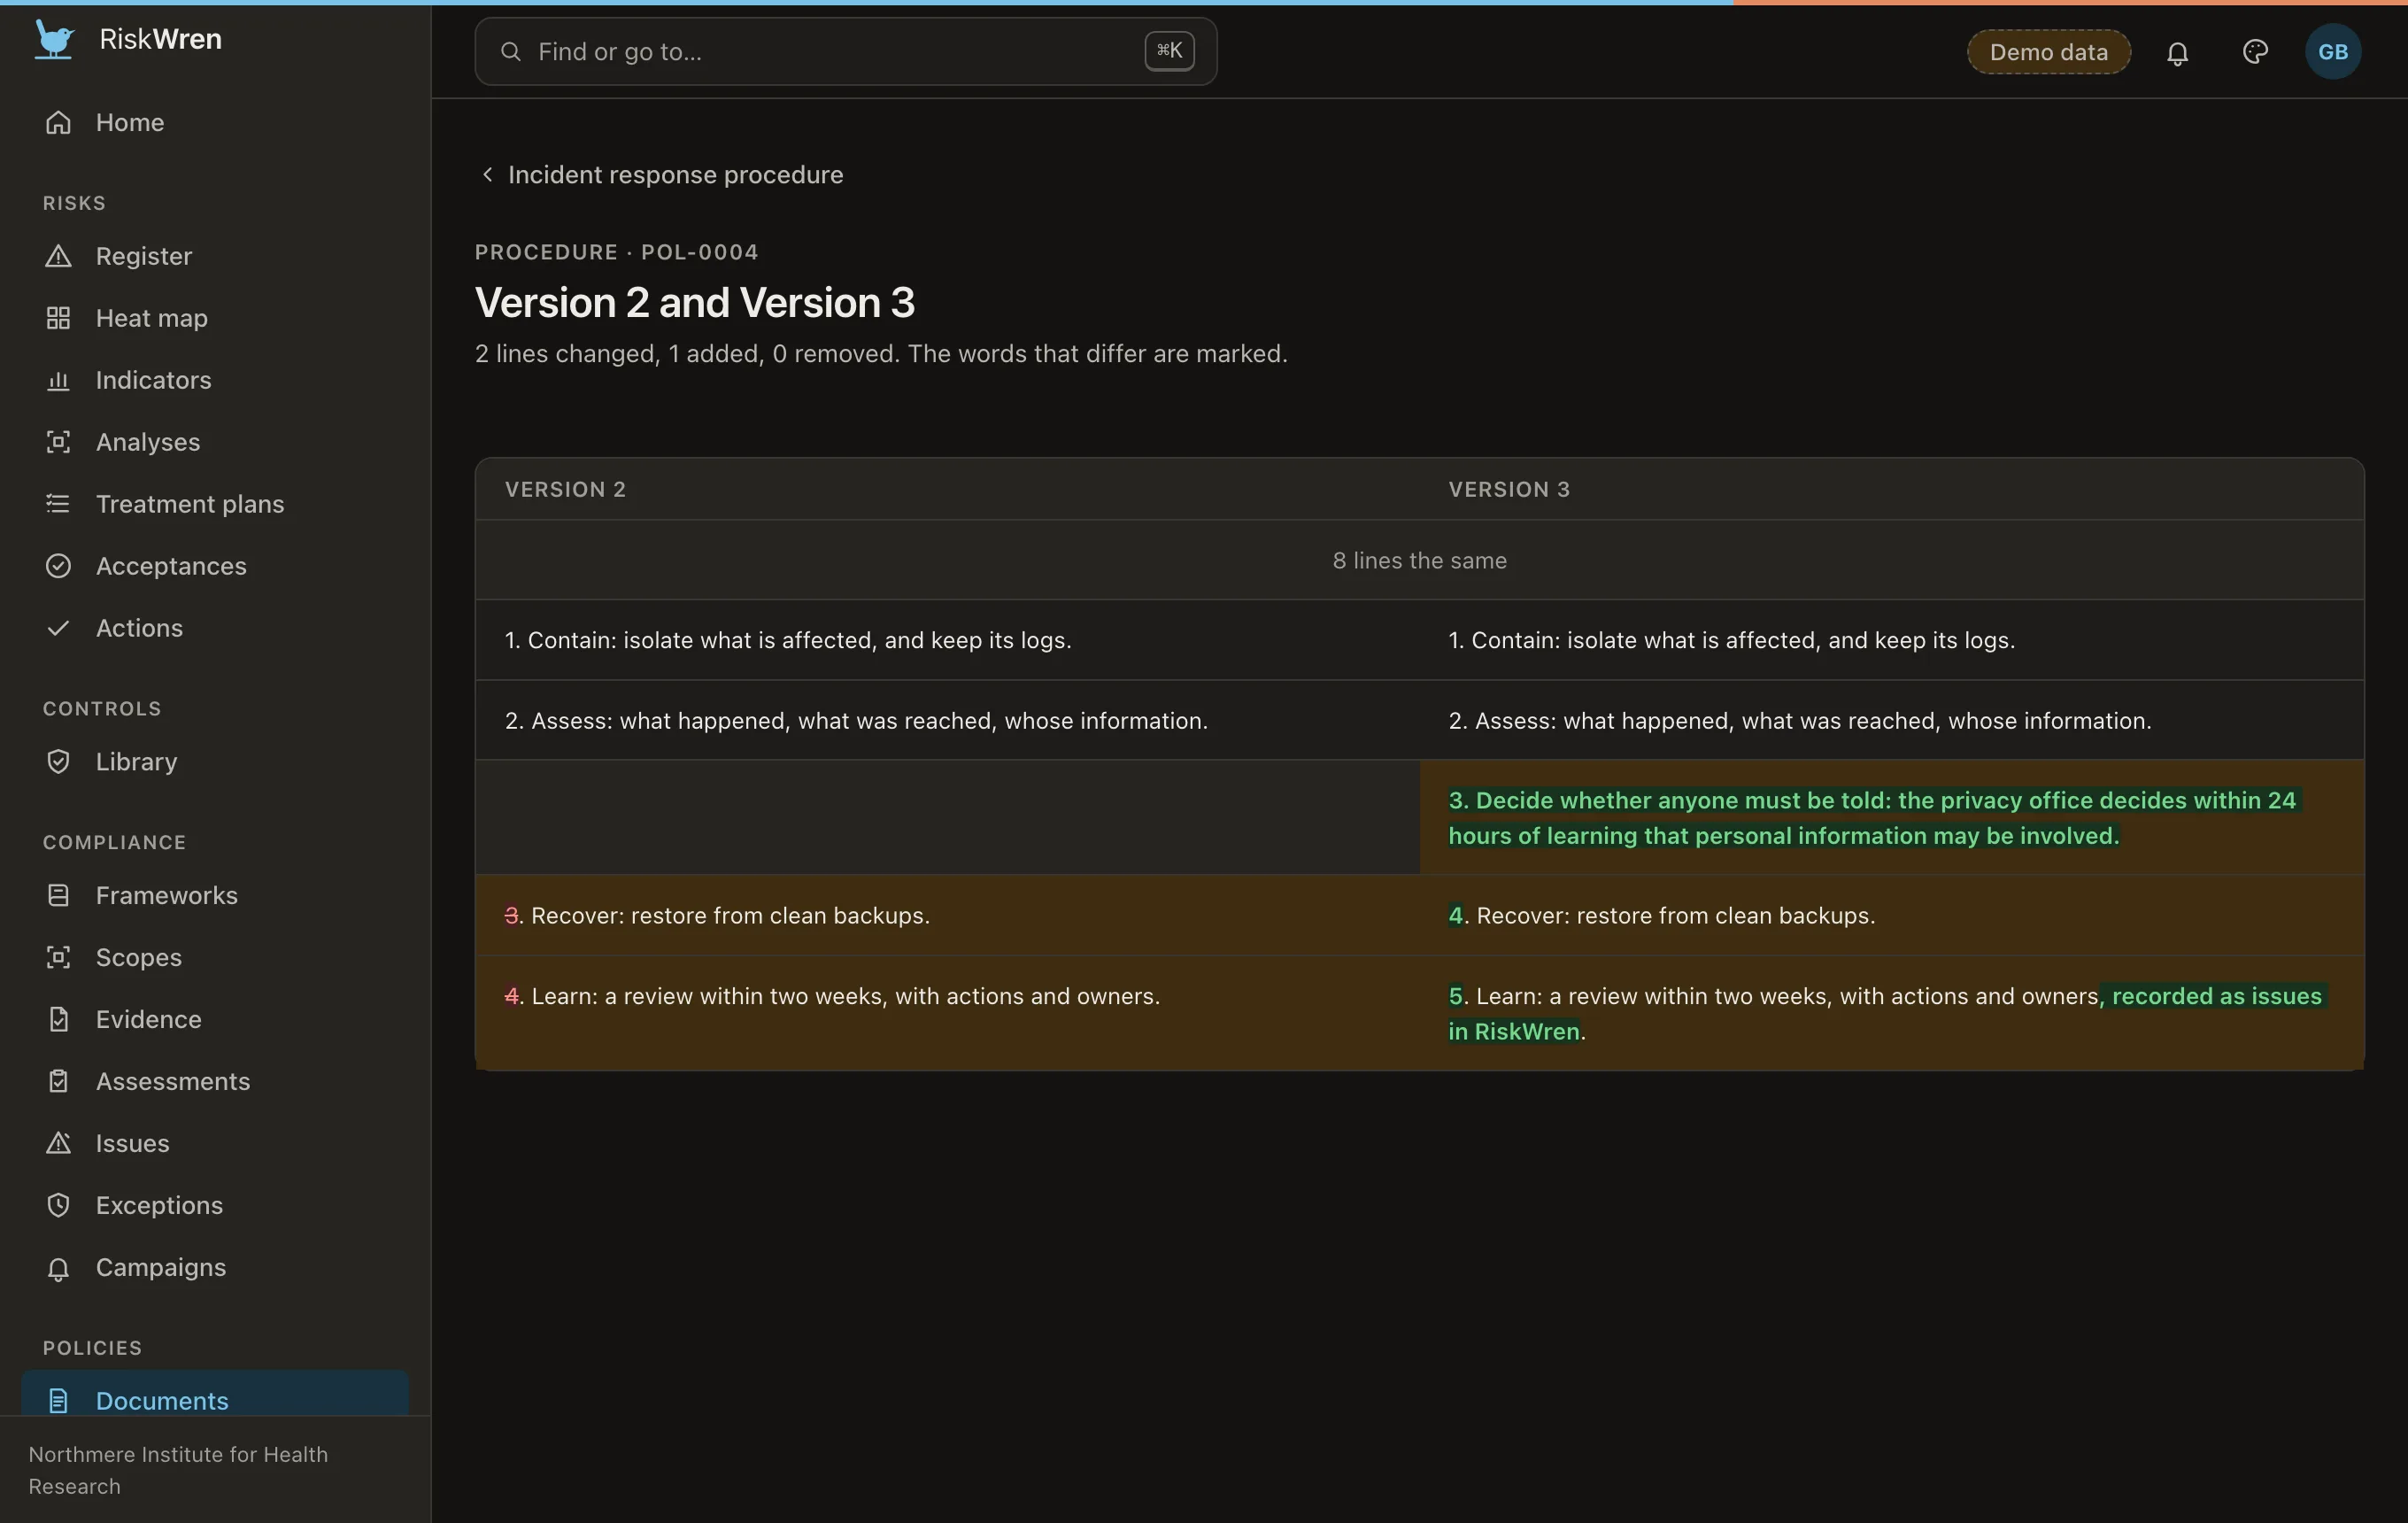 RiskWren
Find or go to...
⌘K
Demo data
GB
Home
RISKS
Register
Heat map
Indicators
Analyses
Treatment plans
Acceptances
Actions
CONTROLS
Library
COMPLIANCE
Frameworks
Scopes
Evidence
Assessments
Issues
Exceptions
Campaigns
POLICIES
Documents
Northmere Institute for Health
Research
Incident response procedure
PROCEDURE · POL-0004
Version 2 and Version 3
2 lines changed, 1 added, 0 removed. The words that differ are marked.
VERSION 2
VERSION 3
8 lines the same
1. Contain: isolate what is affected, and keep its logs.
1. Contain: isolate what is affected, and keep its logs.
2. Assess: what happened, what was reached, whose information.
2. Assess: what happened, what was reached, whose information.
3. Decide whether anyone must be told: the privacy office decides within 24
hours of learning that personal information may be involved.
3. Recover: restore from clean backups.
4. Recover: restore from clean backups.
4. Learn: a review within two weeks, with actions and owners.
5. Learn: a review within two weeks, with actions and owners, recorded as issues
in RiskWren.